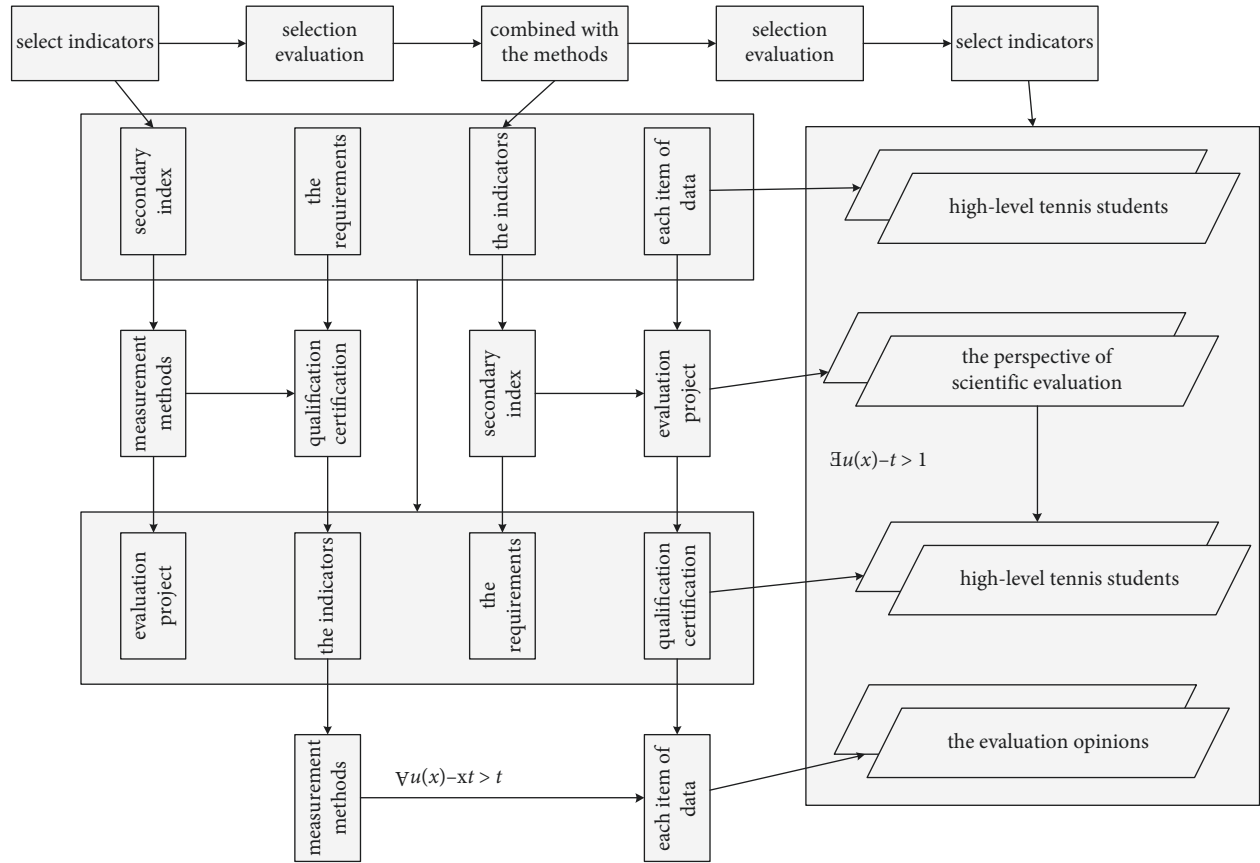 select indicators
selection
evaluation
combined with
the methods
selection
evaluation
select indicators
secondary
index
the
requirements
the indicators
each item of
data
high-level tennis students
measurement
methods
qualification
certification
secondary
index
evaluation
project
the perspective of
scientific evaluation
∃u(x)–t > 1
evaluation
project
the indicators
the
requirements
qualification
certification
high-level tennis students
measurement
methods
∀u(x)–xt > t
each item of
data
the evaluation opinions